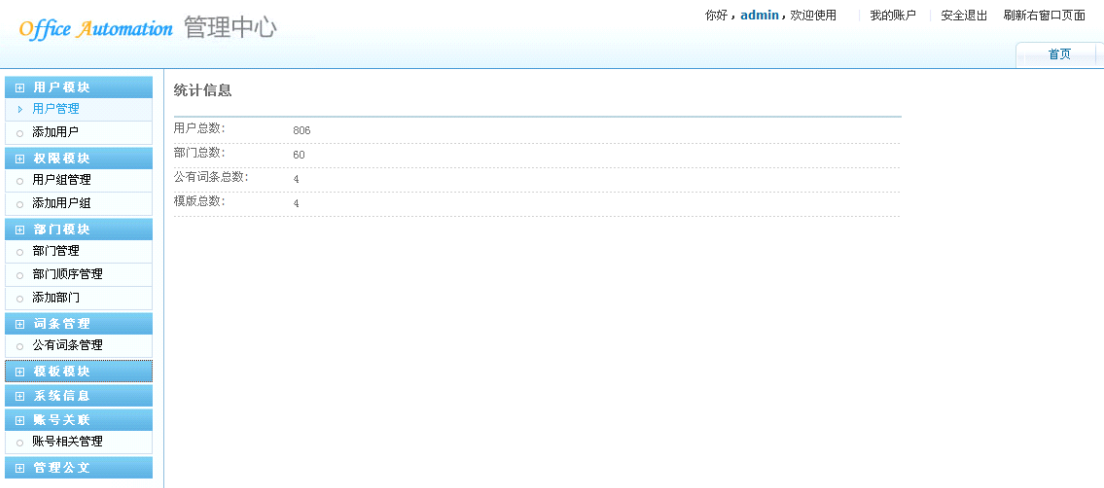 Office Automation 管理中心
你好，admin，欢迎使用 我的账户 安全退出 刷新右窗口页面
首页
用户模块
用户管理
添加用户
权限模块
用户组管理
添加用户组
部门模块
部门管理
部门顺序管理
添加部门
词条管理
公有词条管理
模板模块
系统信息
账号关联
账号相关管理
管理公文
统计信息
用户总数： 806
部门总数： 60
公有词条总数： 4
模版总数： 4